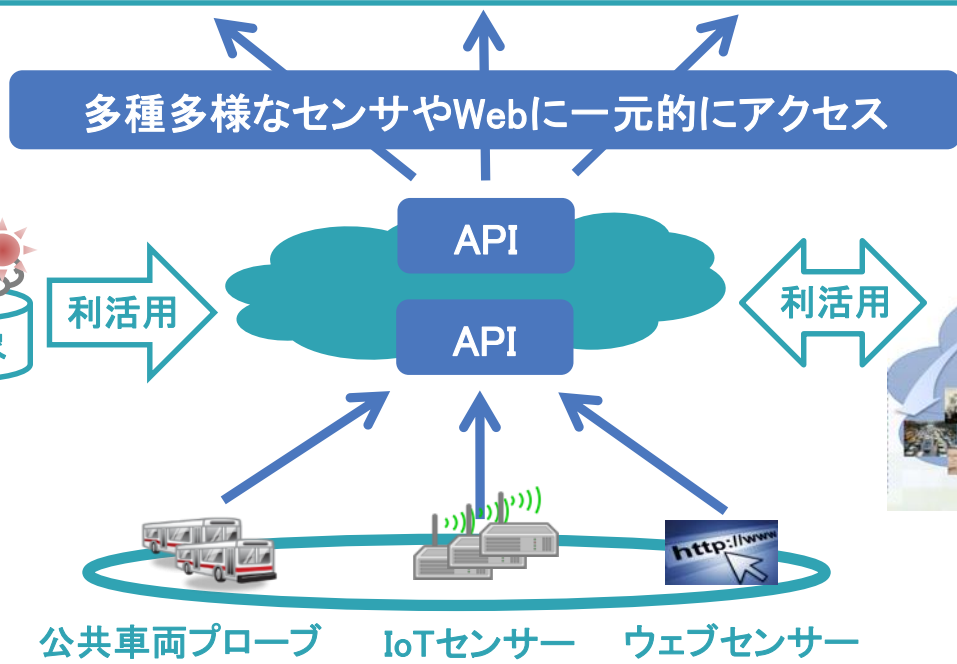 多種多様なセンサやWebに一元的にアクセス
API
利活用
利活用
API
http://www
公共車両プローブ
IoTセンサー
ウェブセンサー